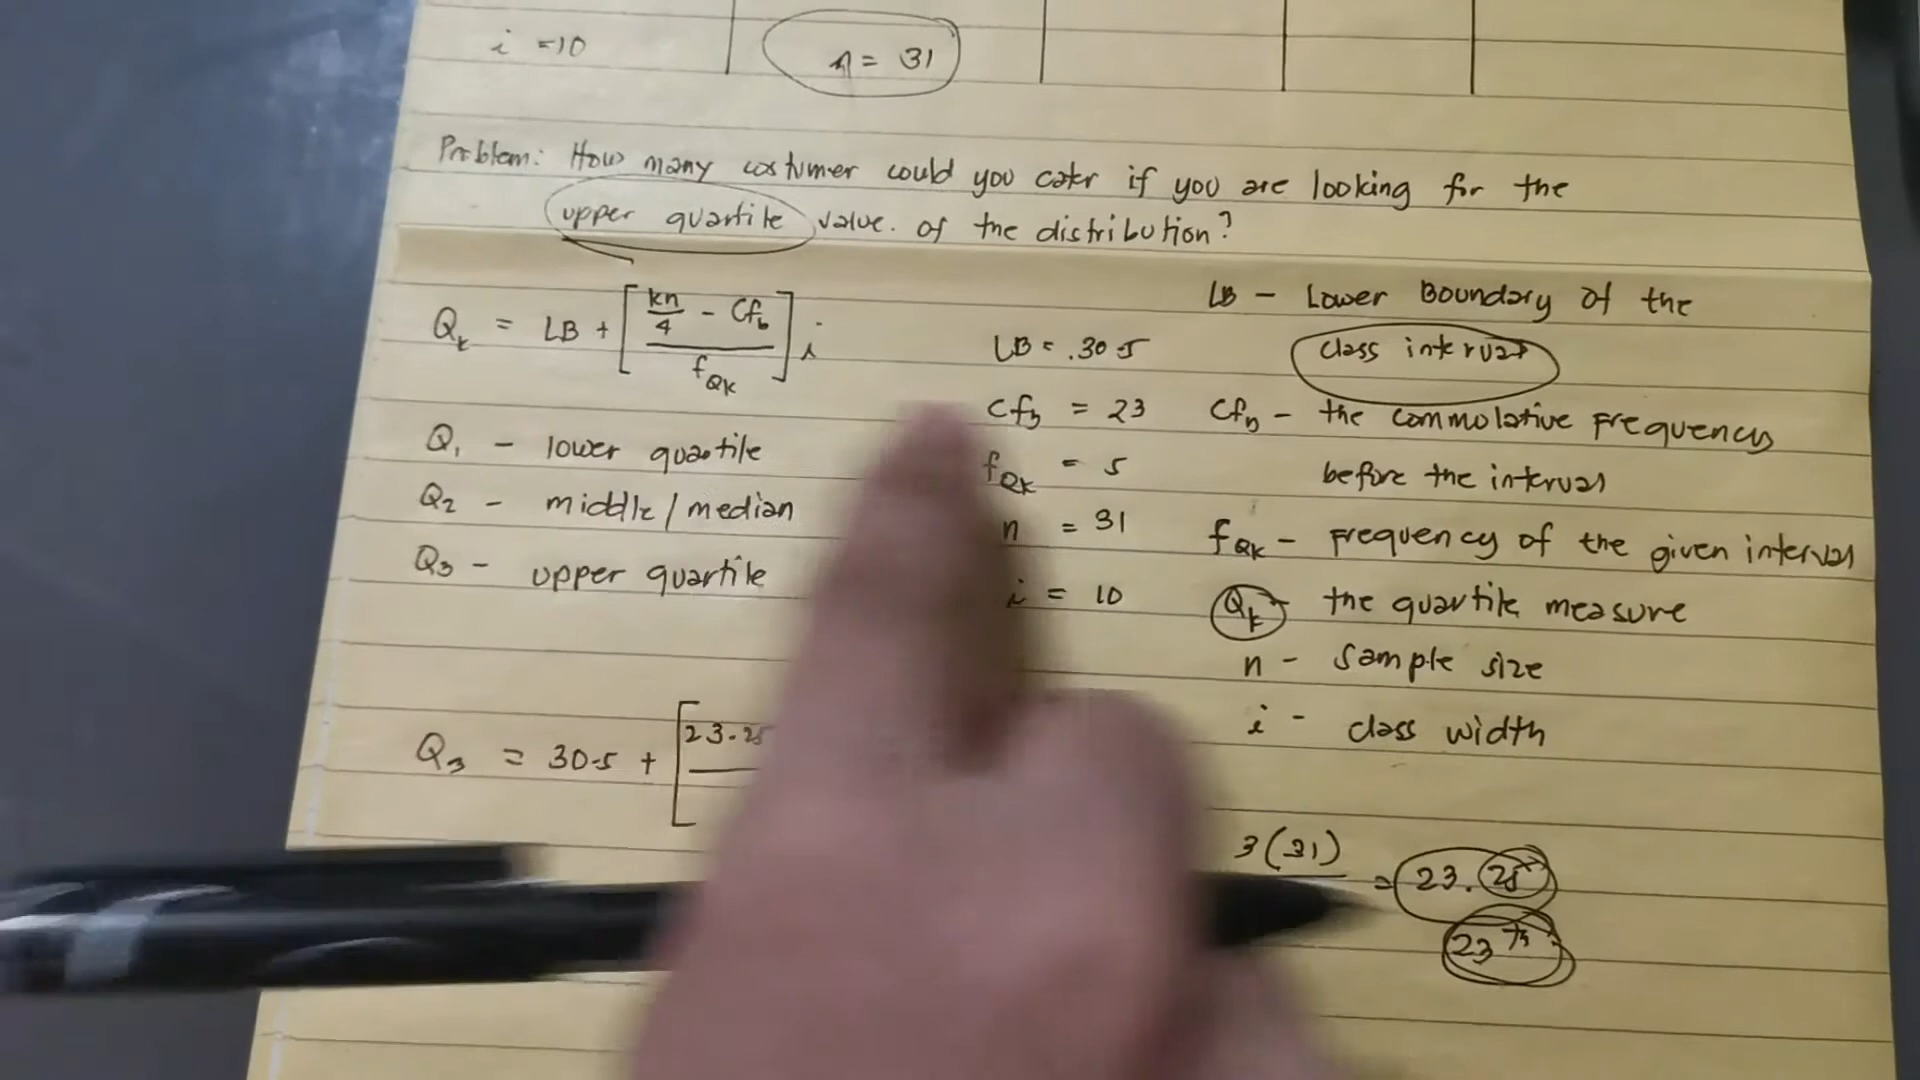 i = 10
n = 31
Problem: How many costumer could you cater if you are looking for the
upper quartile value. of the distribution?
Qk = LB + [ kn/4 - Cfb / fQk ] i
Q1 - lower quartile
Q2 - middle / median
Q3 - upper quartile
LB = .30.5
Cfb = 23
fQk = 5
n = 31
i = 10
LB - Lower Boundary of the
class interval
Cfb - the commolative Frequency
before the interval
fQk - Frequency of the given interval
Qk - the quartile measure
n - sample size
i - class width
Q3 = 30.5 + [ 23.25
3(31) = 23.25
23